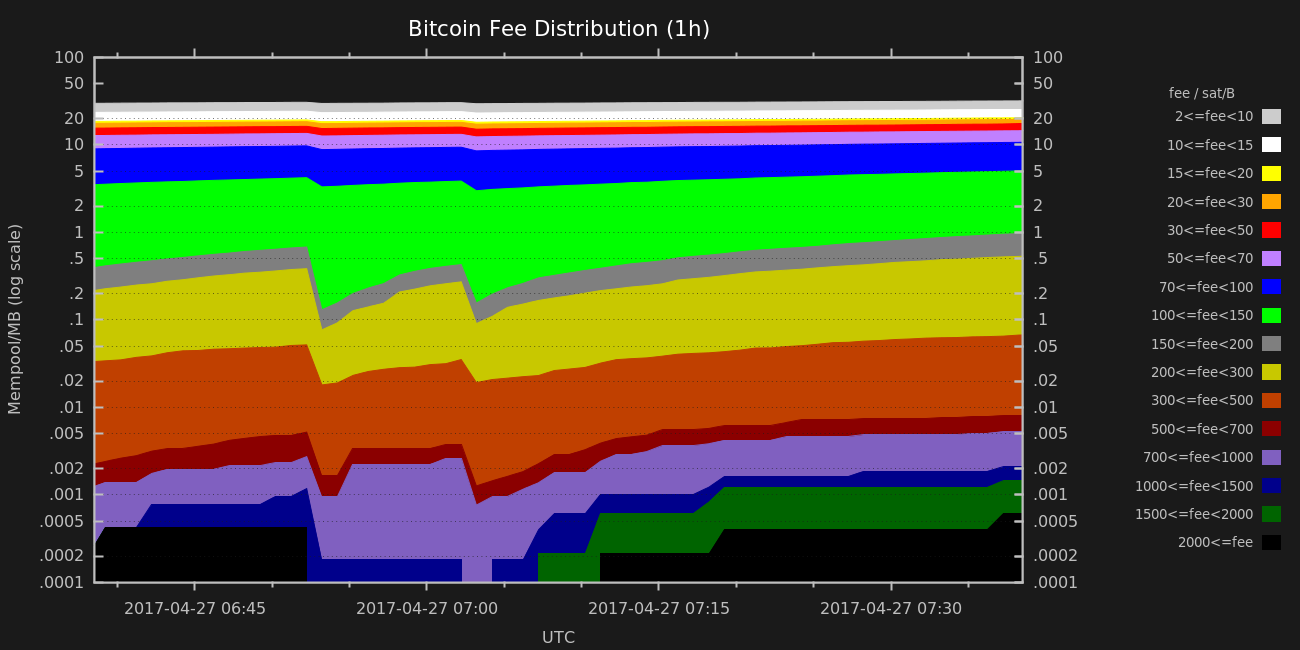 Bitcoin Fee Distribution (1h)
100
50
20
10
5
2
1
.5
.2
.1
.05
.02
.01
.005
.002
.001
.0005
.0002
.0001
Mempool/MB (log scale)
100
50
20
10
5
2
1
.5
.2
.1
.05
.02
.01
.005
.002
.001
.0005
.0002
.0001
2017-04-27 06:45
2017-04-27 07:00
2017-04-27 07:15
2017-04-27 07:30
UTC
fee / sat/B
2<=fee<10
10<=fee<15
15<=fee<20
20<=fee<30
30<=fee<50
50<=fee<70
70<=fee<100
100<=fee<150
150<=fee<200
200<=fee<300
300<=fee<500
500<=fee<700
700<=fee<1000
1000<=fee<1500
1500<=fee<2000
2000<=fee